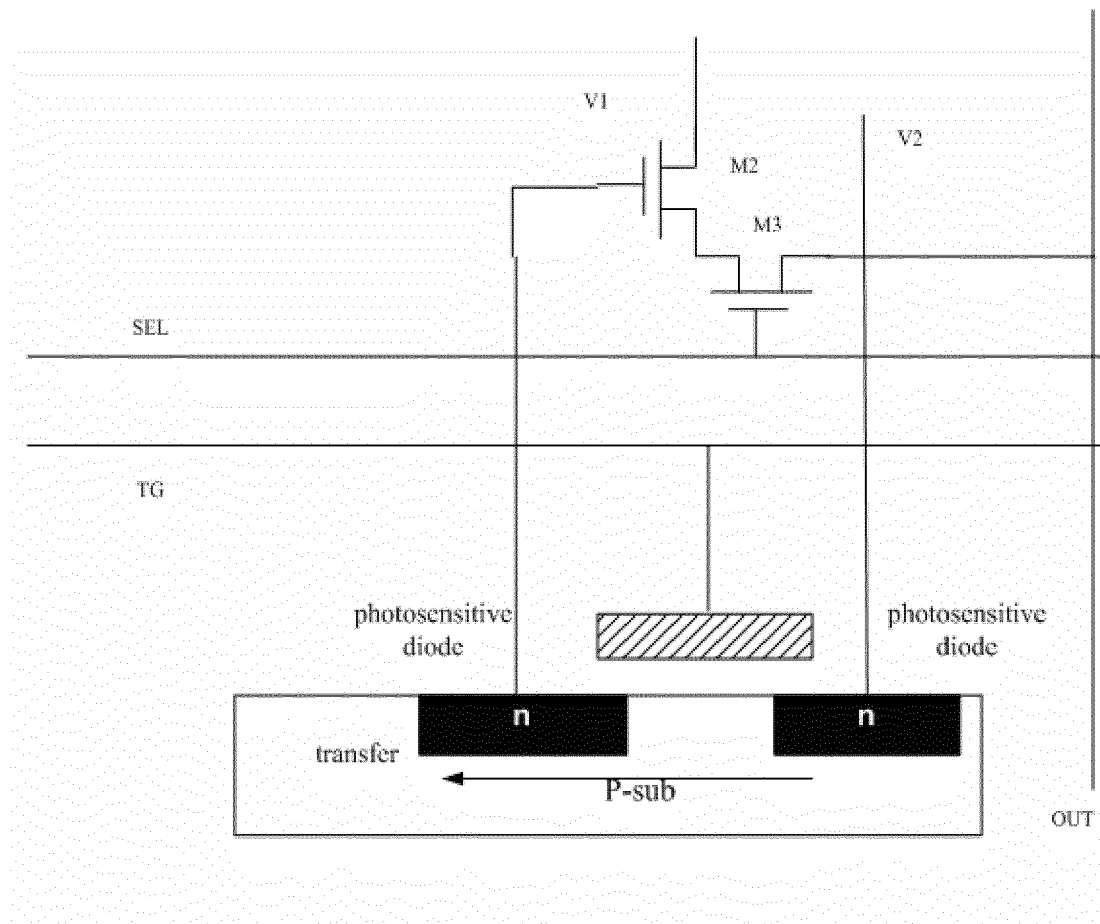 V1
V2
M2
M3
SEL
TG
photosensitive
diode
photosensitive
diode
n
n
transfer
P-sub
OUT